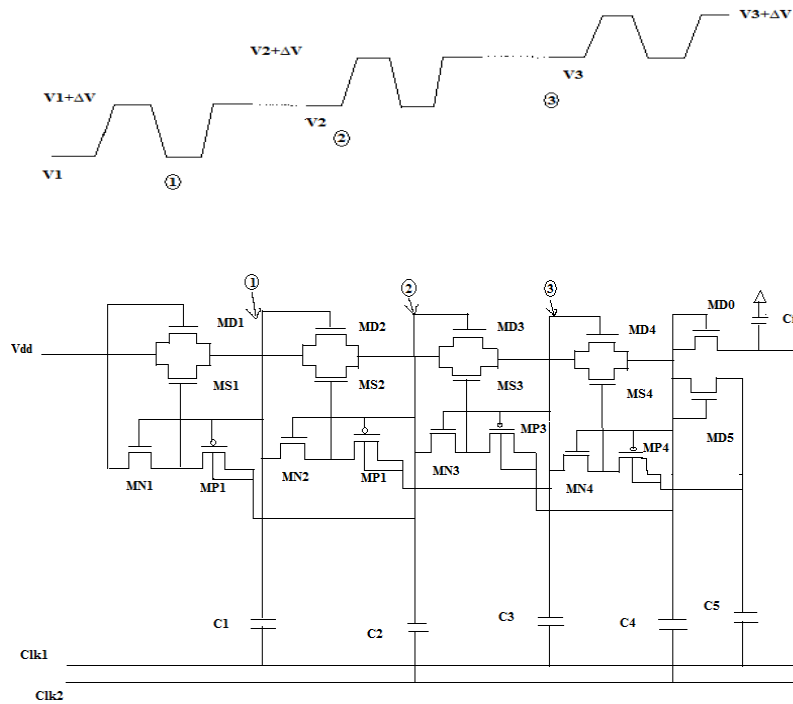 V3+ΔV
V2+ΔV
V1+ΔV
V3
V2
V1
③
②
①
①
②
③
MD1
MD2
MD3
MD4
MD0
Vdd
MS1
MS2
MS3
MS4
MD5
MN1
MP1
MN2
MP1
MN3
MP3
MN4
MP4
C1
C2
C3
C4
C5
Clk1
Clk2